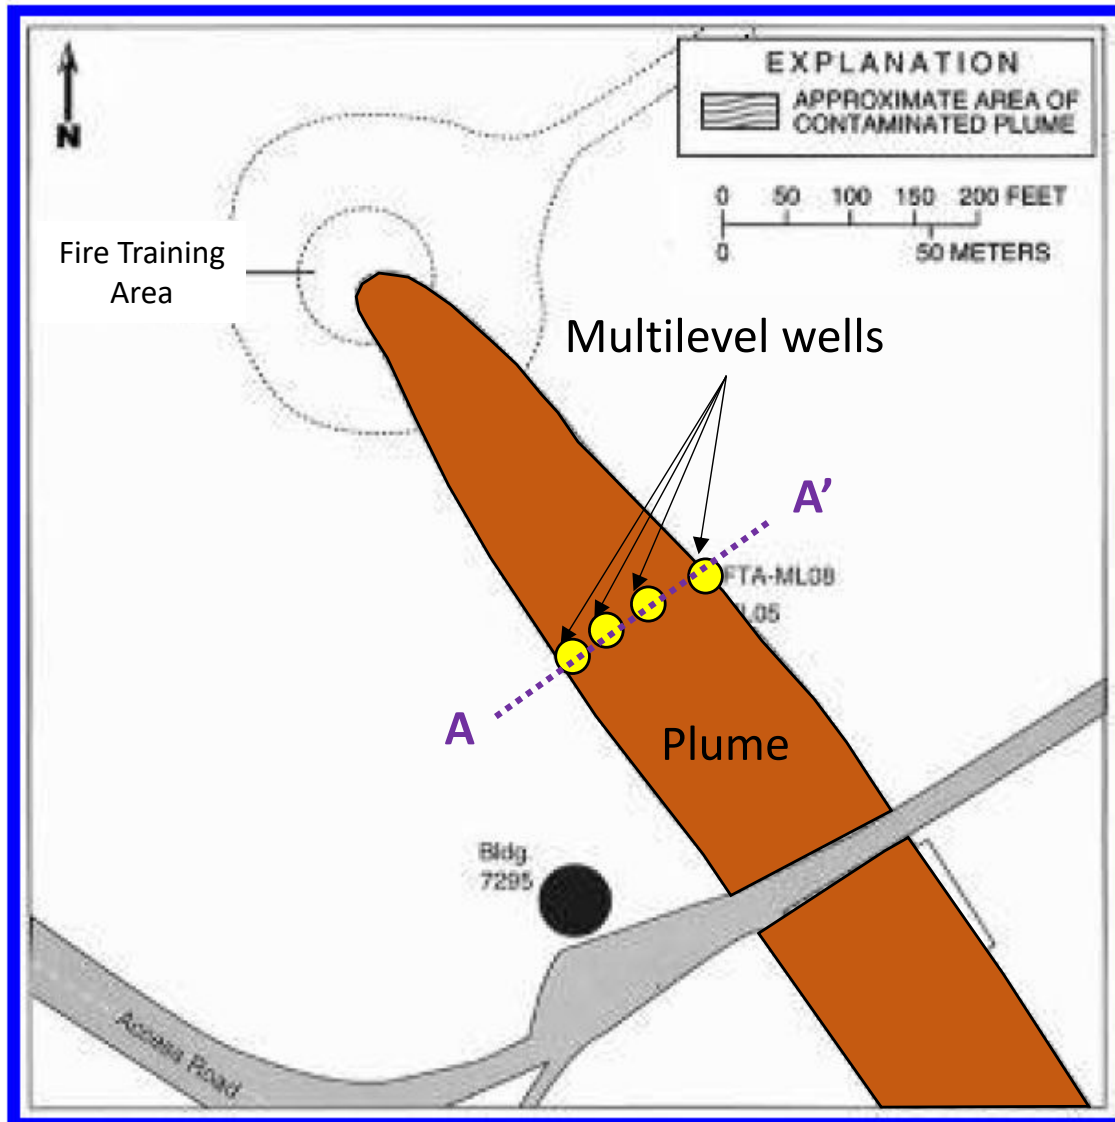 EXPLANATION
APPROXIMATE AREA OF
CONTAMINATED PLUME
N
0 50 100 150 200 FEET
0 50 METERS
Fire Training
Area
Multilevel wells
A’
FTA-ML08
L05
A
Plume
Bldg.
7295
Access Road